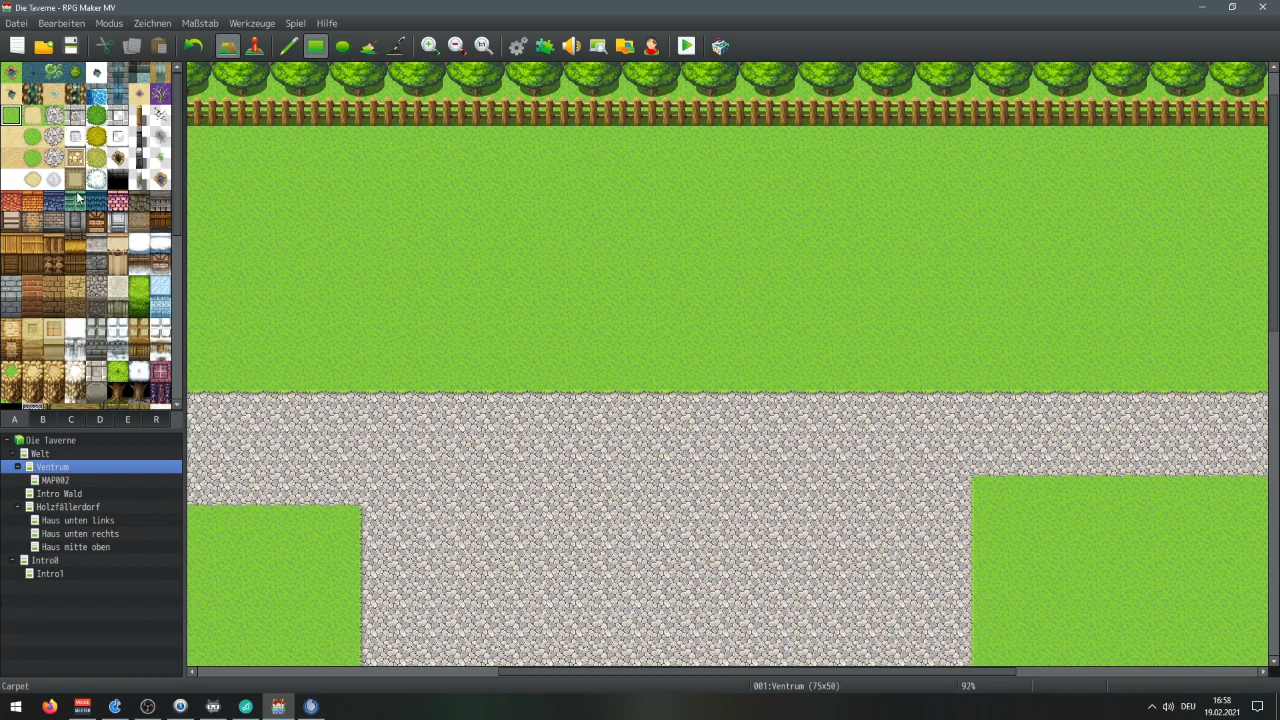 Die Taverne - RPG Maker MV
Datei Bearbeiten Modus Zeichnen Maßstab Werkzeuge Spiel Hilfe
A B C D E R
Die Taverne
Welt
Ventrum
MAP002
Intro Wald
Holzfällerdorf
Haus unten links
Haus unten rechts
Haus mitte oben
Intro0
Intro1
Carpet 001:Ventrum (75x50) 92%
DEU
16:58
19.02.2021